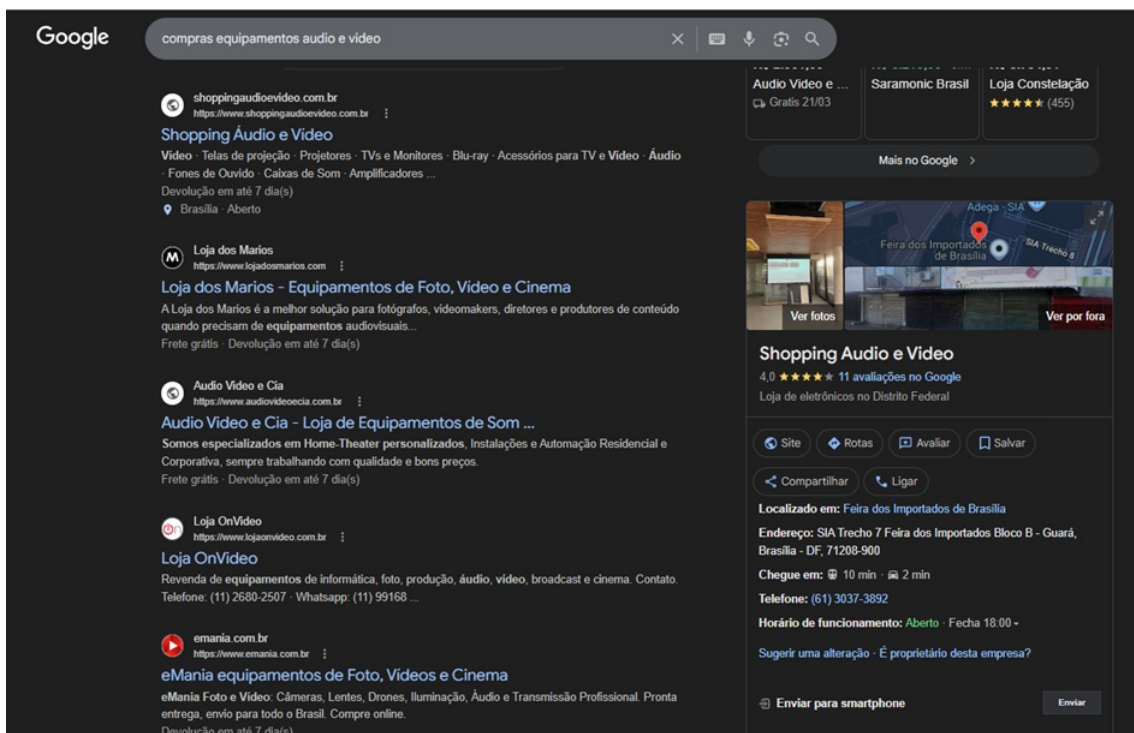 Google
compras equipamentos audio e video
shoppingaudioevideo.com.br
https://www.shoppingaudioevideo.com.br
Shopping Áudio e Vídeo
Vídeo · Telas de projeção · Projetores · TVs e Monitores · Blu-ray · Acessórios para TV e Vídeo · Áudio
· Fones de Ouvido · Caixas de Som · Amplificadores ...
Devolução em até 7 dia(s)
Brasília · Aberto
Loja dos Marios
https://www.lojadosmarios.com
Loja dos Marios - Equipamentos de Foto, Vídeo e Cinema
A Loja dos Marios é a melhor solução para fotógrafos, videomakers, diretores e produtores de conteúdo
quando precisam de equipamentos audiovisuais...
Frete grátis · Devolução em até 7 dia(s)
Audio Video e Cia
https://www.audiovideoecia.com.br
Audio Video e Cia - Loja de Equipamentos de Som ...
Somos especializados em Home-Theater personalizados, Instalações e Automação Residencial e
Corporativa, sempre trabalhando com qualidade e bons preços.
Frete grátis · Devolução em até 7 dia(s)
Loja OnVideo
https://www.lojaonvideo.com.br
Loja OnVideo
Revenda de equipamentos de informática, foto, produção, áudio, vídeo, broadcast e cinema. Contato.
Telefone: (11) 2680-2507 · Whatsapp: (11) 99168 ...
emania.com.br
https://www.emania.com.br
eMania equipamentos de Foto, Vídeos e Cinema
eMania Foto e Vídeo: Câmeras, Lentes, Drones, Iluminação, Áudio e Transmissão Profissional. Pronta
entrega, envio para todo o Brasil. Compre online.
Devolução em até 7 dia(s)
Audio Video e ...
Gratis 21/03
Saramonic Brasil
Loja Constelação
(455)
Mais no Google
Adega - SIA
Feira dos Importados
de Brasília
SIA Trecho 8
Ver fotos
Ver por fora
Shopping Audio e Video
4,0 11 avaliações no Google
Loja de eletrônicos no Distrito Federal
Site
Rotas
Avaliar
Salvar
Compartilhar
Ligar
Localizado em: Feira dos Importados de Brasília
Endereço: SIA Trecho 7 Feira dos Importados Bloco B - Guará,
Brasília - DF, 71208-900
Chegue em: 10 min · 2 min
Telefone: (61) 3037-3892
Horário de funcionamento: Aberto · Fecha 18:00
Sugerir uma alteração · É proprietário desta empresa?
Enviar para smartphone
Enviar